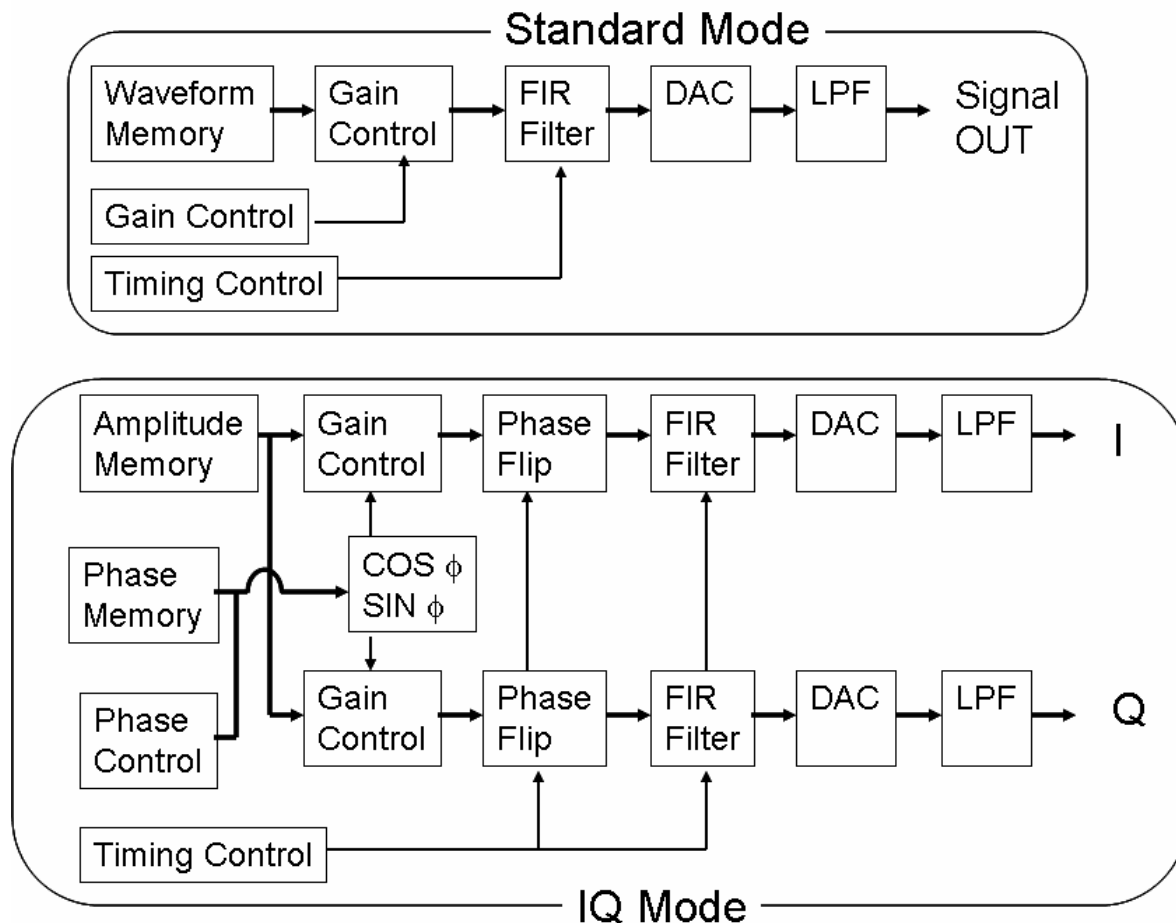 Standard Mode
Waveform
Memory
Gain
Control
FIR
Filter
DAC
LPF
Signal
OUT
Gain Control
Timing Control
Amplitude
Memory
Gain
Control
Phase
Flip
FIR
Filter
DAC
LPF
I
Phase
Memory
COS ϕ
SIN ϕ
Phase
Control
Gain
Control
Phase
Flip
FIR
Filter
DAC
LPF
Q
Timing Control
IQ Mode